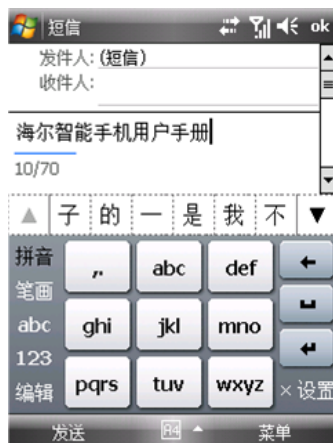 短信 ok
发件人: (短信)
收件人:
海尔智能手机用户手册
10/70
子 的 一 是 我 不
拼音 ,. abc def
笔画
abc ghi jkl mno
123
编辑 pqrs tuv wxyz × 设置
发送 菜单